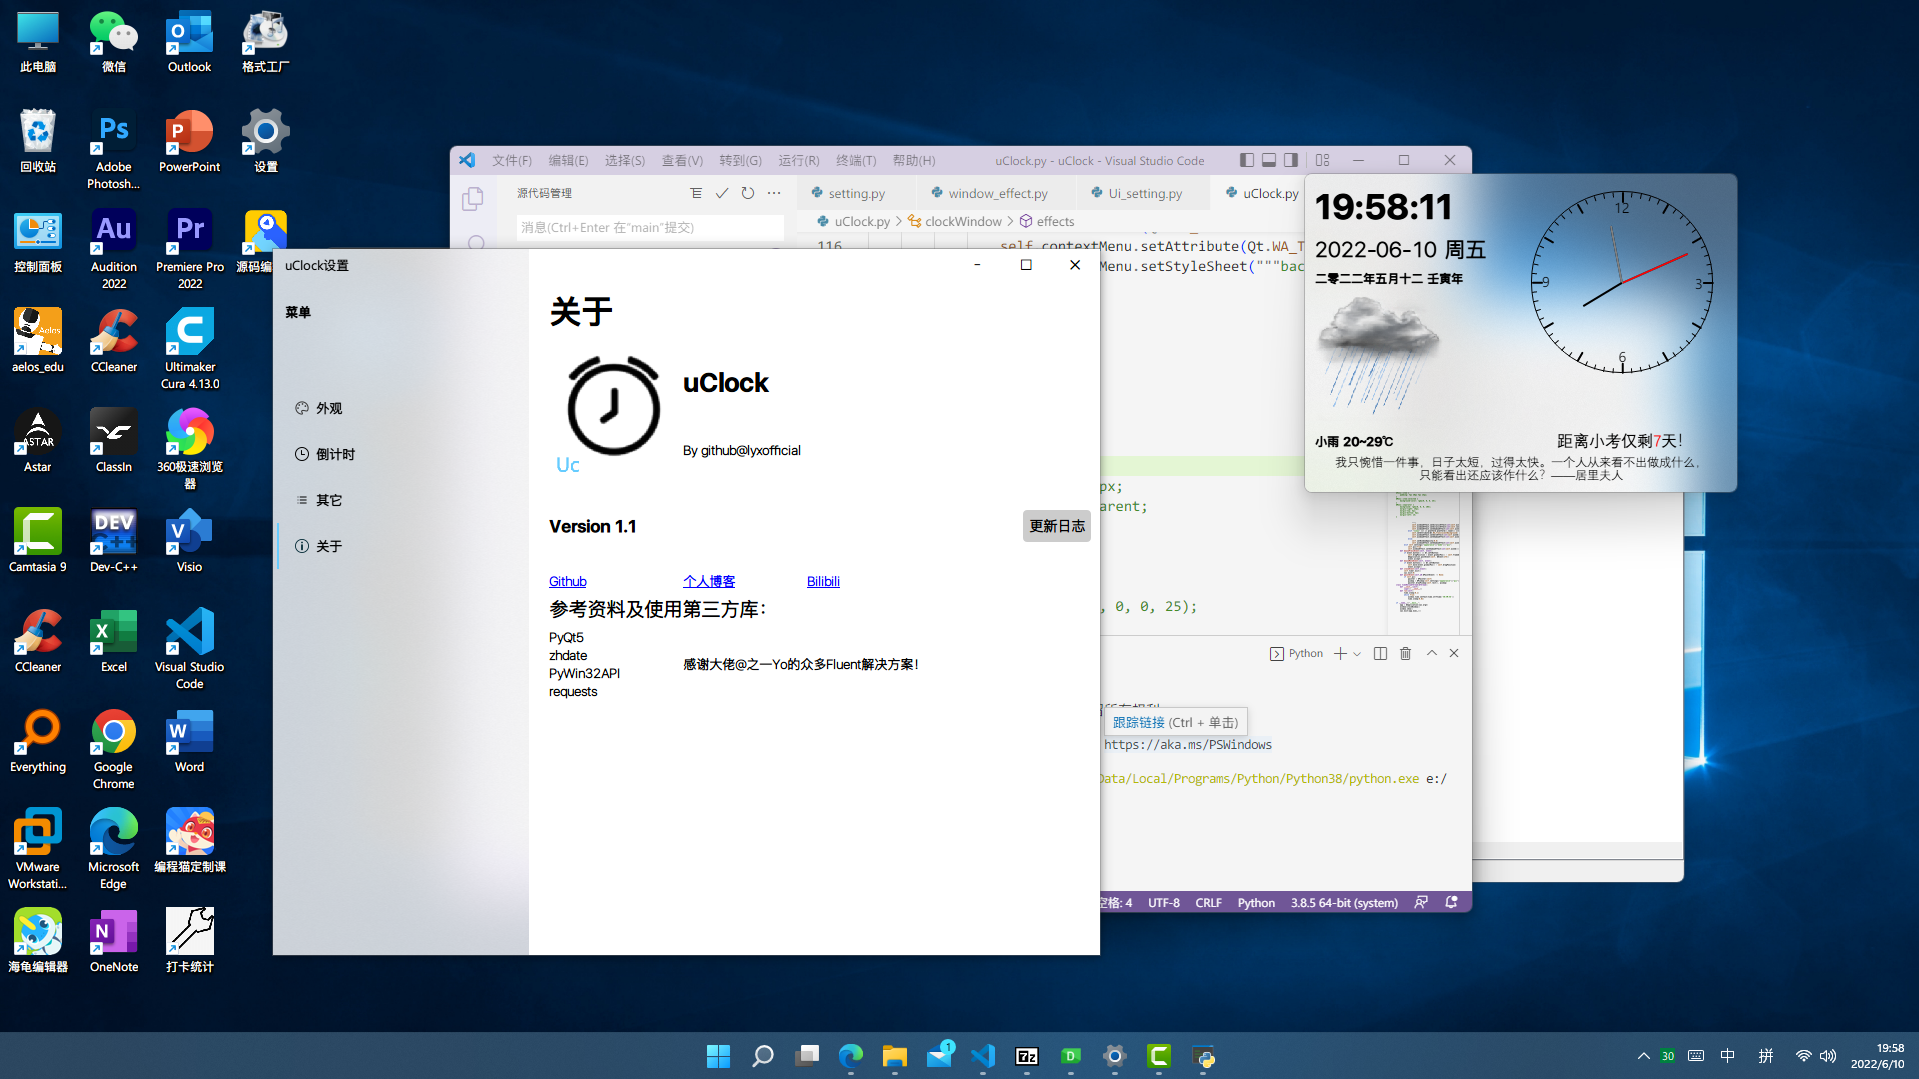 此电脑
微信
Outlook
格式工厂
回收站
Adobe
Photosh...
PowerPoint
设置
控制面板
Audition
2022
Premiere Pro
2022
源码编
aelos_edu
CCleaner
Ultimaker
Cura 4.13.0
Astar
ClassIn
360极速浏览
器
Camtasia 9
Dev-C++
Visio
CCleaner
Excel
Visual Studio
Code
Everything
Google
Chrome
Word
VMware
Workstati...
Microsoft
Edge
编程猫定制课
海龟编辑器
OneNote
打卡统计
文件(F) 编辑(E) 选择(S) 查看(V) 转到(G) 运行(R) 终端(T) 帮助(H)
uClock.py - uClock - Visual Studio Code
源代码管理
setting.py
window_effect.py
Ui_setting.py
uClock.py
消息(Ctrl+Enter 在"main"提交)
uClock.py > clockWindow > effects
116 self.contextMenu.setAttribute(Qt.WA_T
Menu.setStyleSheet("""bac
px;
arent;
, 0, 0, 25);
Python
跟踪链接 (Ctrl + 单击)
https://aka.ms/PSWindows
Data/Local/Programs/Python/Python38/python.exe e:/
空格: 4 UTF-8 CRLF Python 3.8.5 64-bit (system)
uClock设置
菜单
外观
倒计时
其它
关于
关于
uClock
By github@lyxofficial
Uc
Version 1.1
更新日志
Github
个人博客
Bilibili
参考资料及使用第三方库：
PyQt5
zhdate
PyWin32API
requests
感谢大佬@之一Yo的众多Fluent解决方案！
19:58:11
2022-06-10 周五
二零二二年五月十二 壬寅年
12
3
6
9
小雨 20~29℃
距离小考仅剩7天！
我只惋惜一件事，日子太短，过得太快。一个人从来看不出做成什么，
只能看出还应该作什么？——居里夫人
1
30
中
拼
19:58
2022/6/10